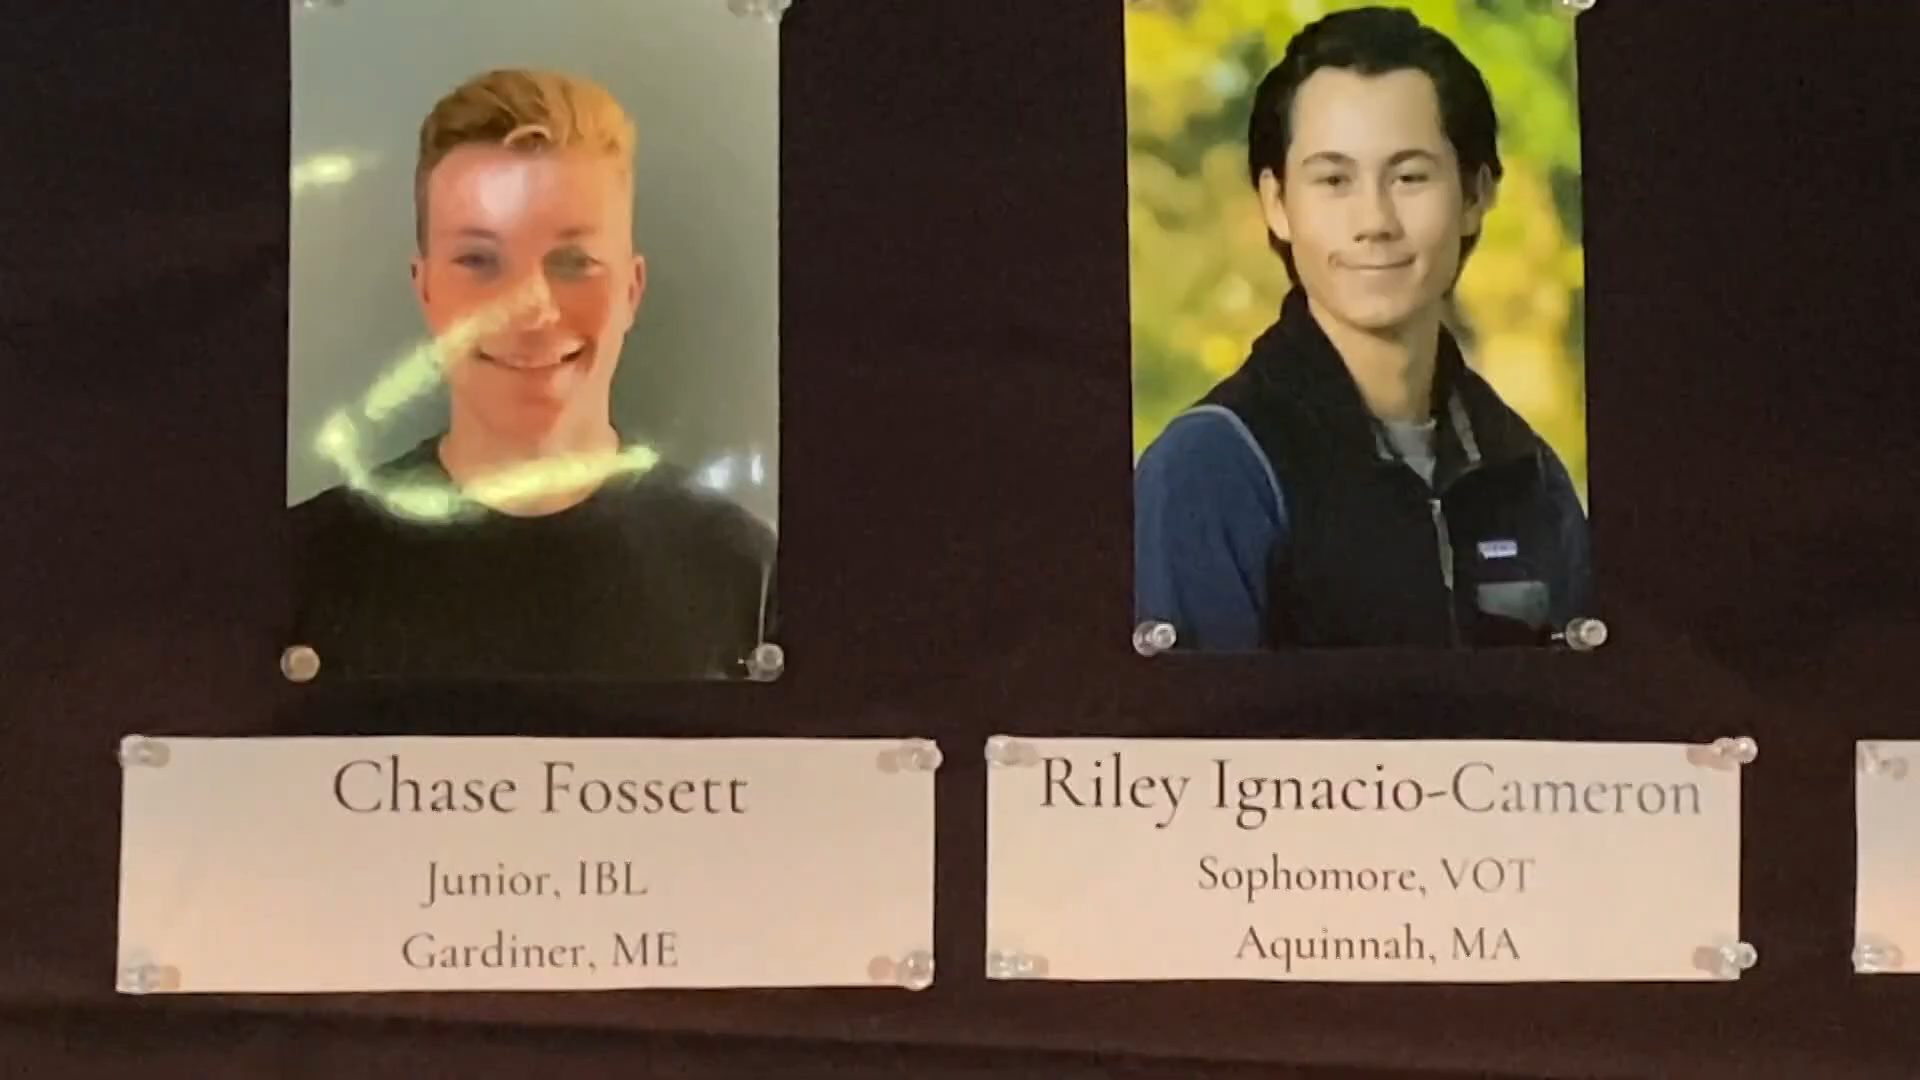 Chase Fossett
Junior, IBL
Gardiner, ME
Riley Ignacio-Cameron
Sophomore, VOT
Aquinnah, MA